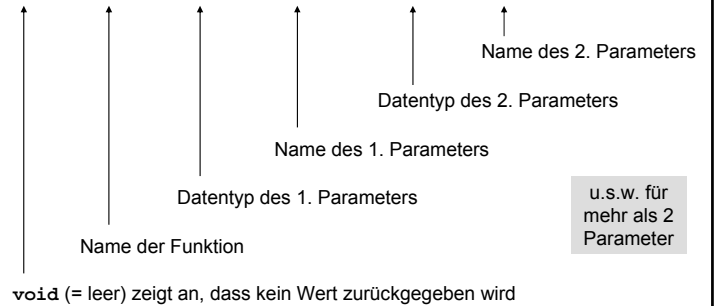 Name des 2. Parameters
Datentyp des 2. Parameters
Name des 1. Parameters
Datentyp des 1. Parameters
u.s.w. für
mehr als 2
Parameter
Name der Funktion
void (= leer) zeigt an, dass kein Wert zurückgegeben wird